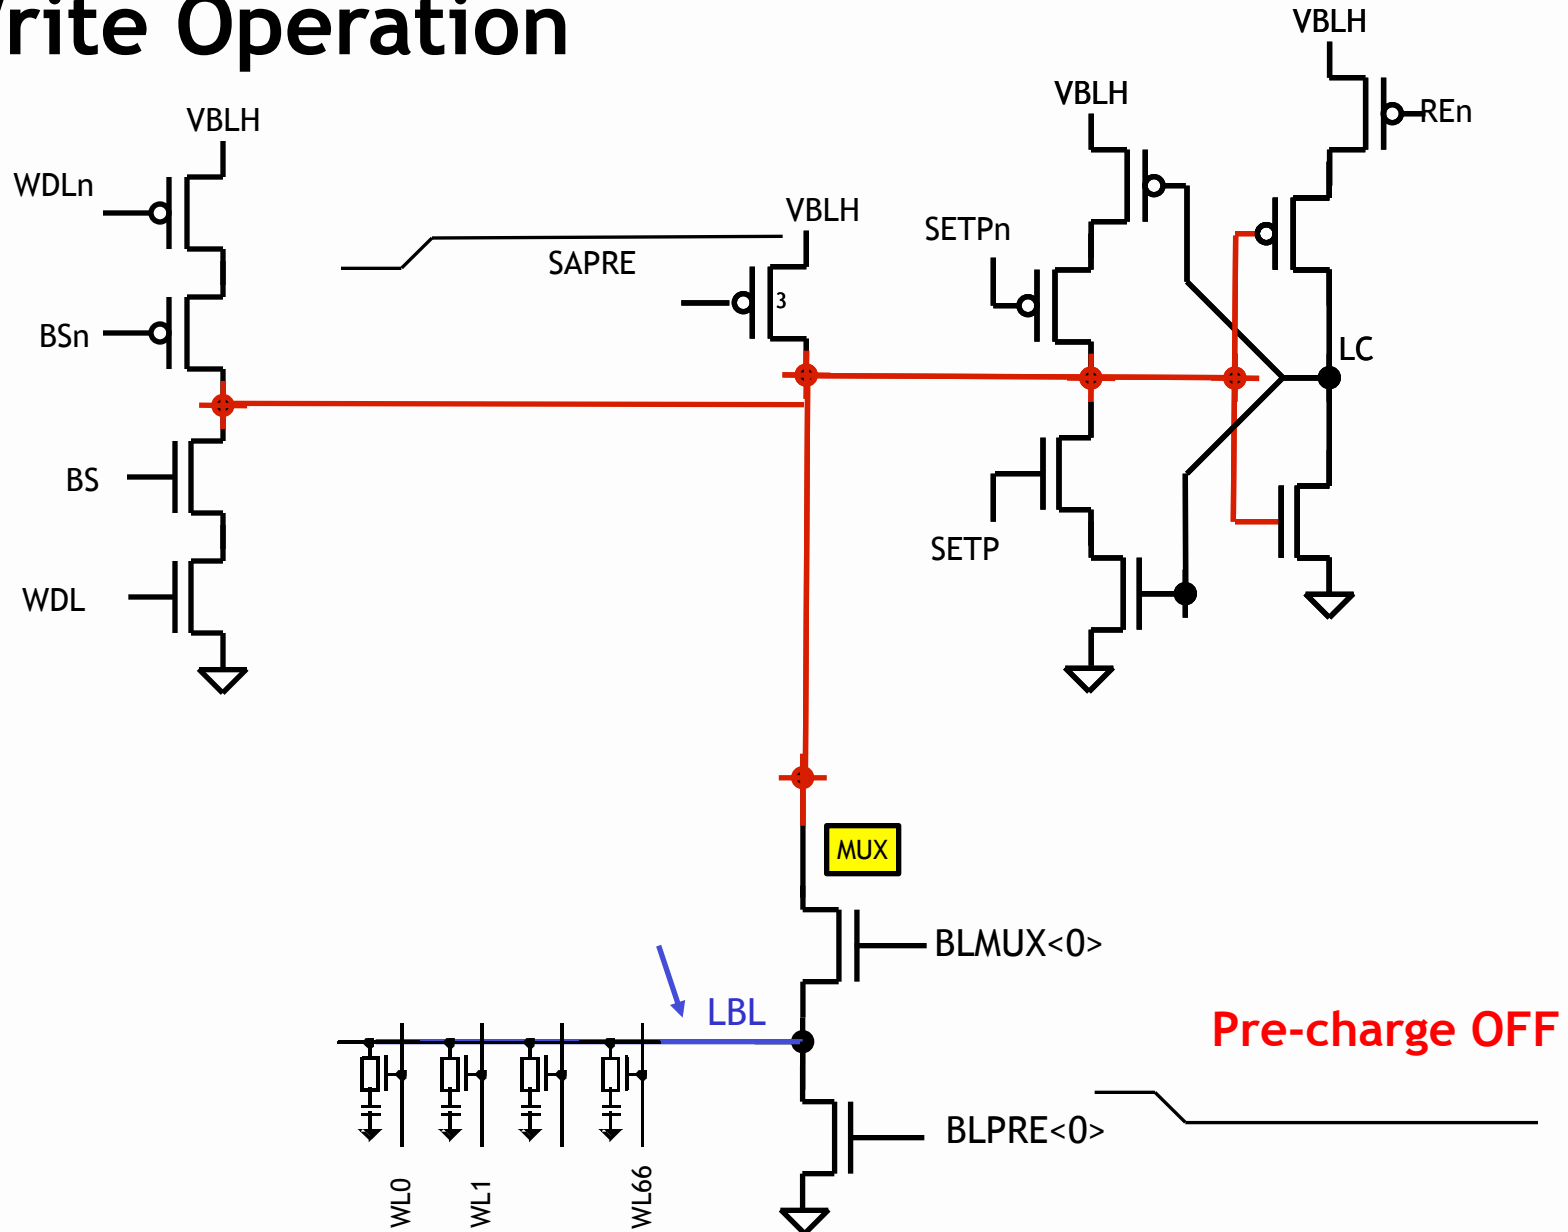 rite Operation
VBLH
VBLH
REn
VBLH
WDLn
VBLH
SETPn
SAPRE
3
BSn
LC
BS
SETP
WDL
MUX
BLMUX<0>
LBL
Pre-charge OFF
BLPRE<0>
WL0
WL1
WL66